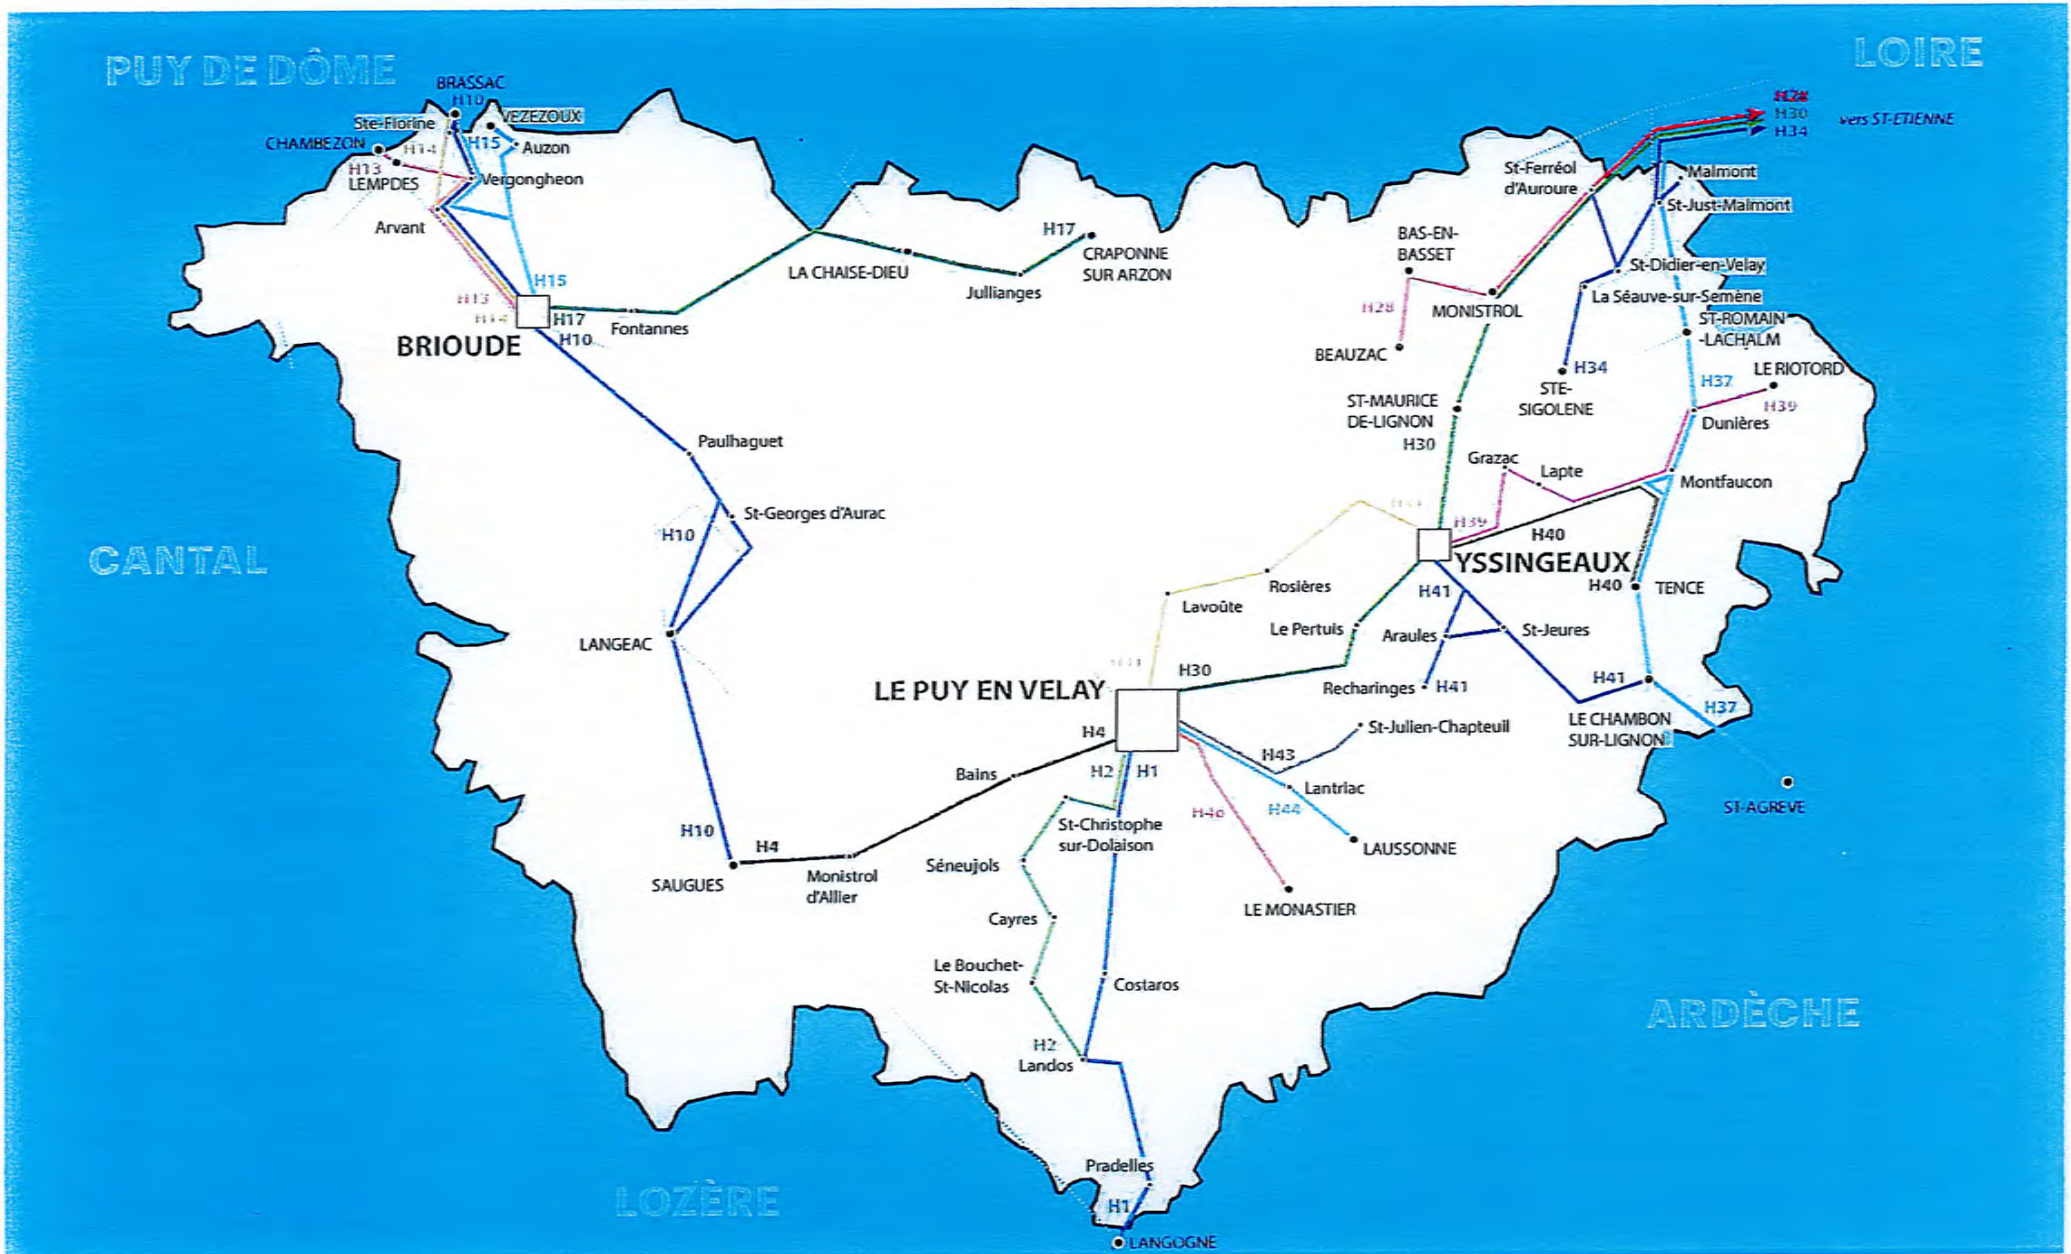 PUY DE DÔME
LOIRE
BRASSAC
H10
Ste-Florine
VEZEZOUX
H15
Auzon
CHAMBEZON
H14
H13
LEMPDES
Vergongheon
Arvant
H15
H13
H14
H17
BRIOUDE
H10
Fontannes
LA CHAISE-DIEU
Jullianges
H17
CRAPONNE
SUR ARZON
H28
H30
H34
vers ST-ETIENNE
St-Ferréol
d'Auroure
Malmont
St-Just-Malmont
BAS-EN-
BASSET
St-Didier-en-Velay
La Séauve-sur-Semène
H28
MONISTROL
ST-ROMAIN
-LACHALM
BEAUZAC
H34
STE-
SIGOLENE
H37
LE RIOTORD
H39
Dunières
ST-MAURICE
DE-LIGNON
H30
Grazac
Lapte
Montfaucon
Paulhaguet
St-Georges d'Aurac
H10
CANTAL
H39
H40
YSSINGEAUX
H40
TENCE
Rosières
Lavoûte
H41
Le Pertuis
Araules
St-Jeures
LANGEAC
H30
LE PUY EN VELAY
Recharinges
H41
H41
H37
LE CHAMBON
SUR-LIGNON
St-Julien-Chapteuil
H4
H43
Bains
H2
H1
Lantriac
H46
H44
ST-AGREVE
St-Christophe
sur-Dolaison
H10
H4
LAUSSONNE
Séneujols
SAUGUES
Monistrol
d'Allier
LE MONASTIER
Cayres
Le Bouchet-
St-Nicolas
Costaros
ARDÈCHE
H2
Landos
Pradelles
LOZÈRE
H1
LANGOGNE